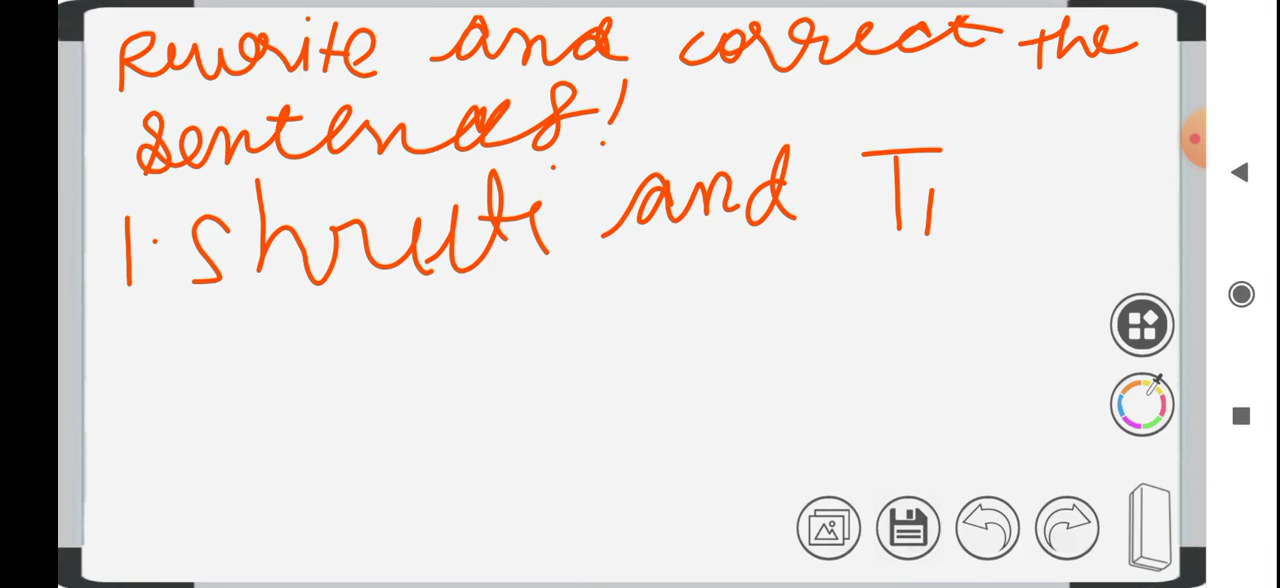 Rewrite and correct the
sentences:
1. Shruti and T